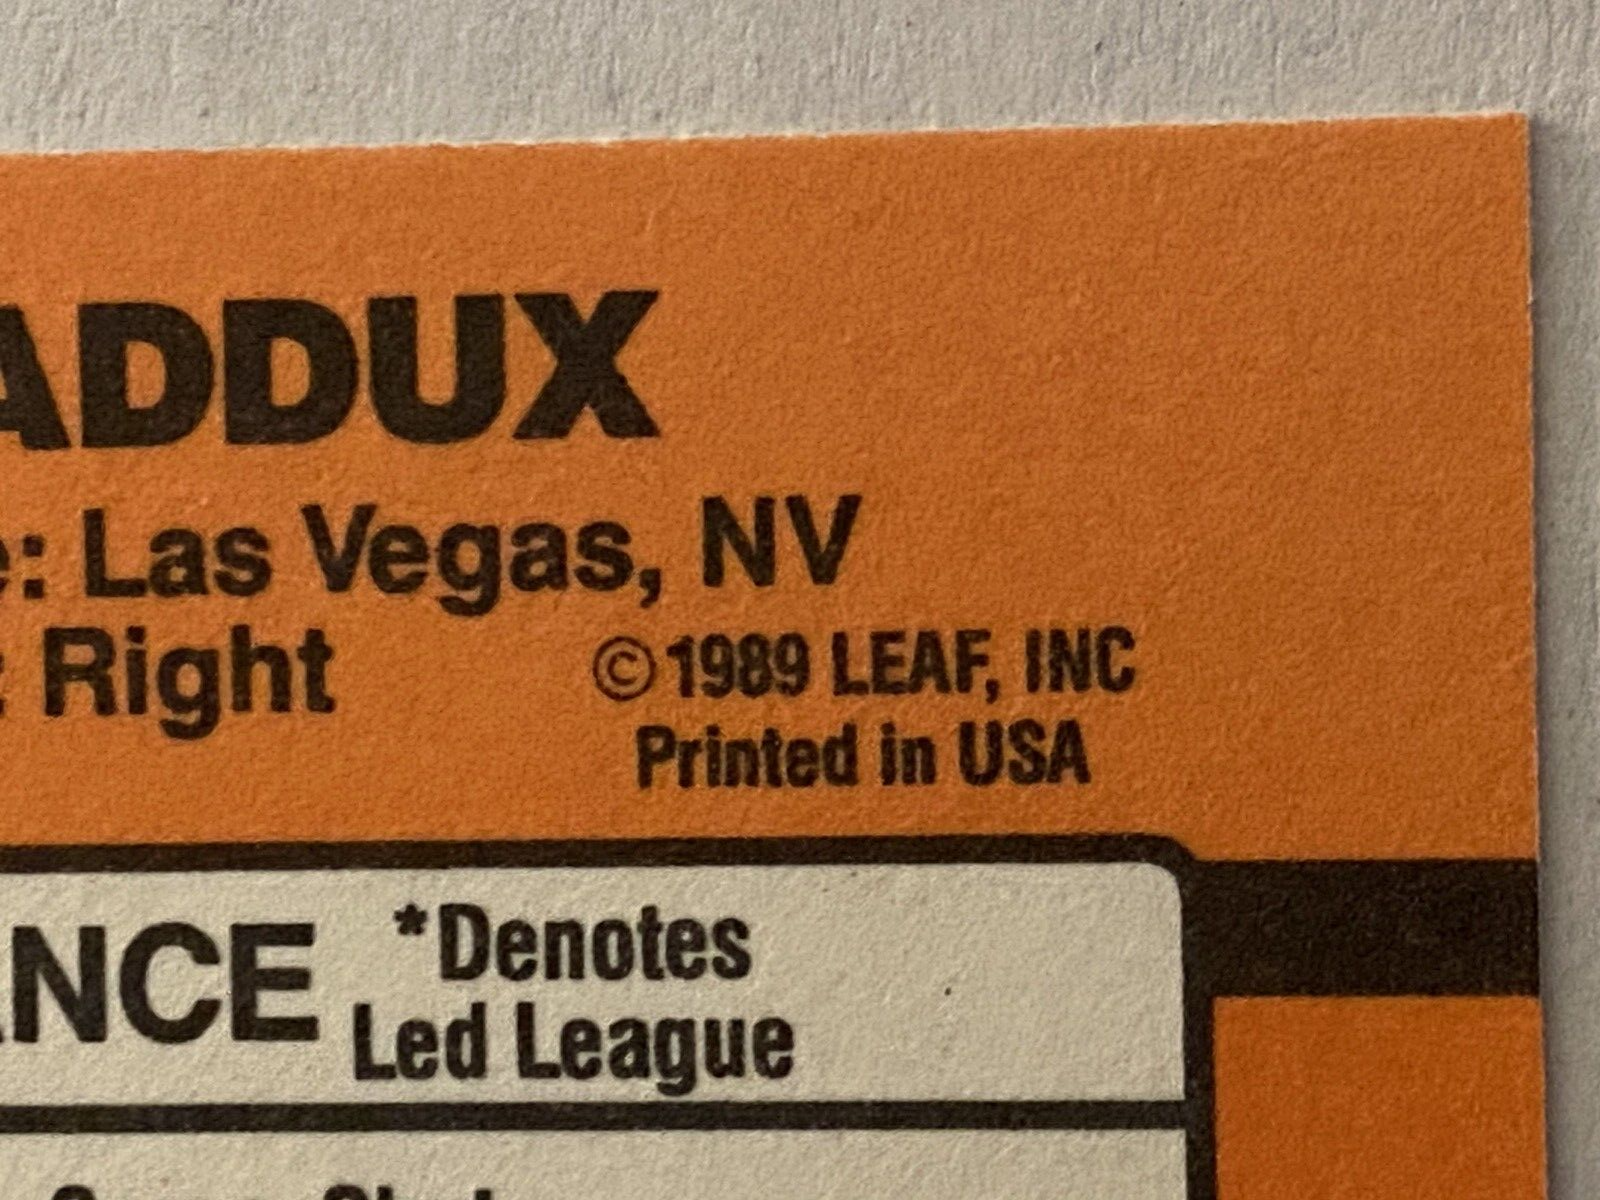 ADDUX
e: Las Vegas, NV
: Right ©1989 LEAF, INC
Printed in USA
ANCE *Denotes
Led League